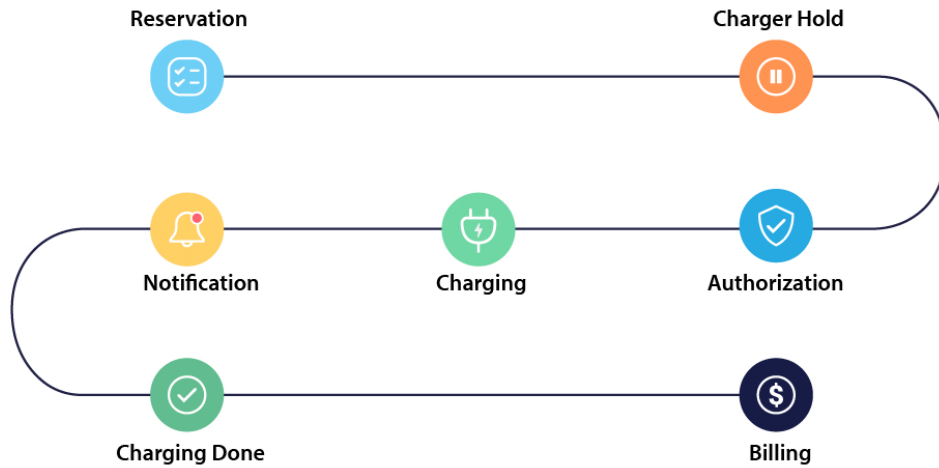 Reservation
Charger Hold
Notification
Charging
Authorization
Charging Done
$
Billing